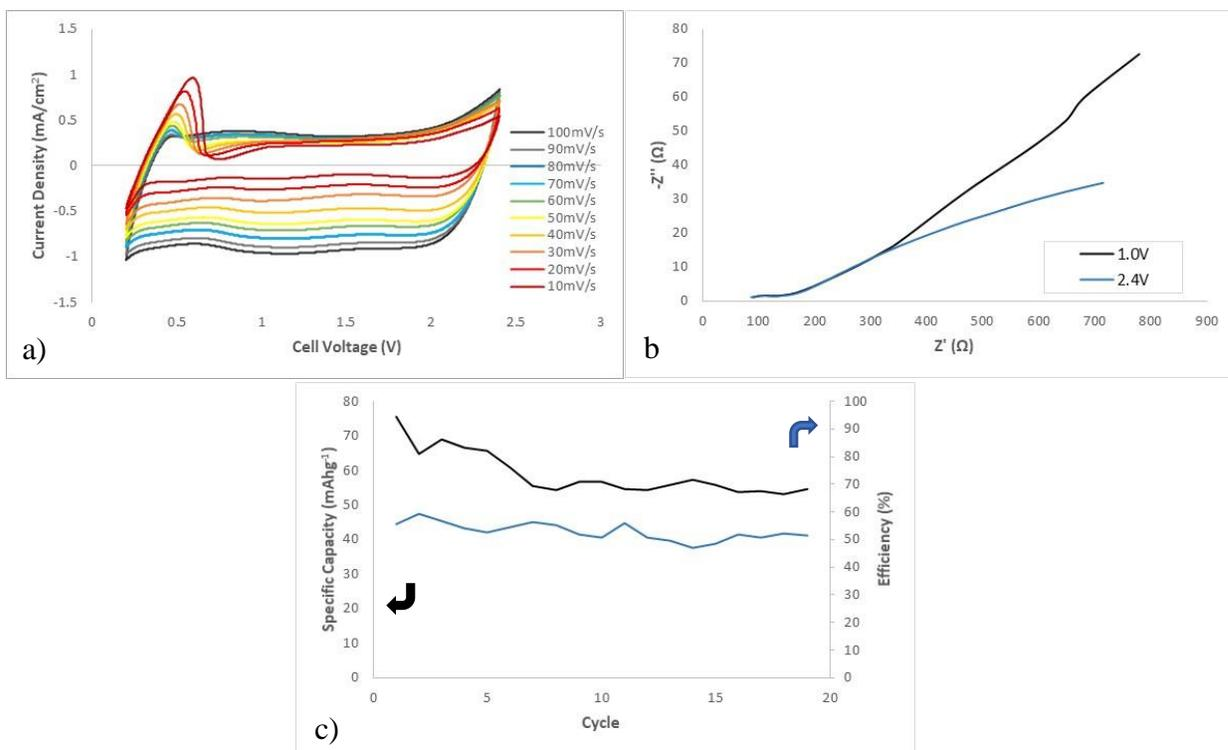 1.5
1
0.5
0
-0.5
-1
-1.5
0 0.5 1 1.5 2 2.5 3
Current Density (mA/cm²)
Cell Voltage (V)
100mV/s
90mV/s
80mV/s
70mV/s
60mV/s
50mV/s
40mV/s
30mV/s
20mV/s
10mV/s
a)
80
70
60
50
40
30
20
10
0
0 100 200 300 400 500 600 700 800 900
-Z'' (Ω)
Z' (Ω)
1.0V
2.4V
b
80
70
60
50
40
30
20
10
0
Specific Capacity (mAhg⁻¹)
100
90
80
70
60
50
40
30
20
10
0
Efficiency (%)
0 5 10 15 20
Cycle
c)